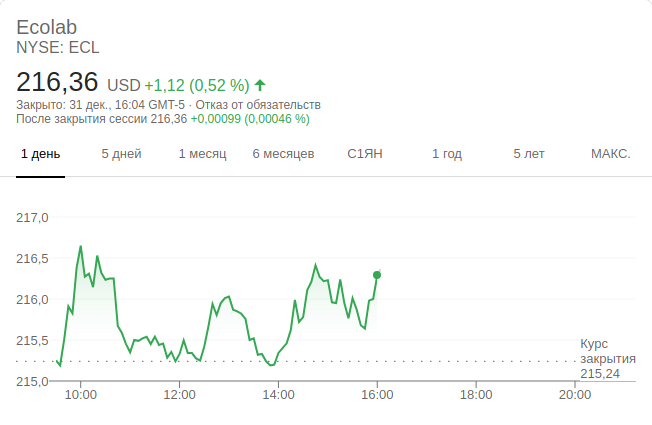 Ecolab
NYSE: ECL
216,36 USD +1,12 (0,52 %)
Закрыто: 31 дек., 16:04 GMT-5 · Отказ от обязательств
После закрытия сессии 216,36 +0,00099 (0,00046 %)
1 день 5 дней 1 месяц 6 месяцев С1ЯН 1 год 5 лет МАКС.
217,0
216,5
216,0
215,5
215,0
Курс
закрытия
215,24
10:00 12:00 14:00 16:00 18:00 20:00